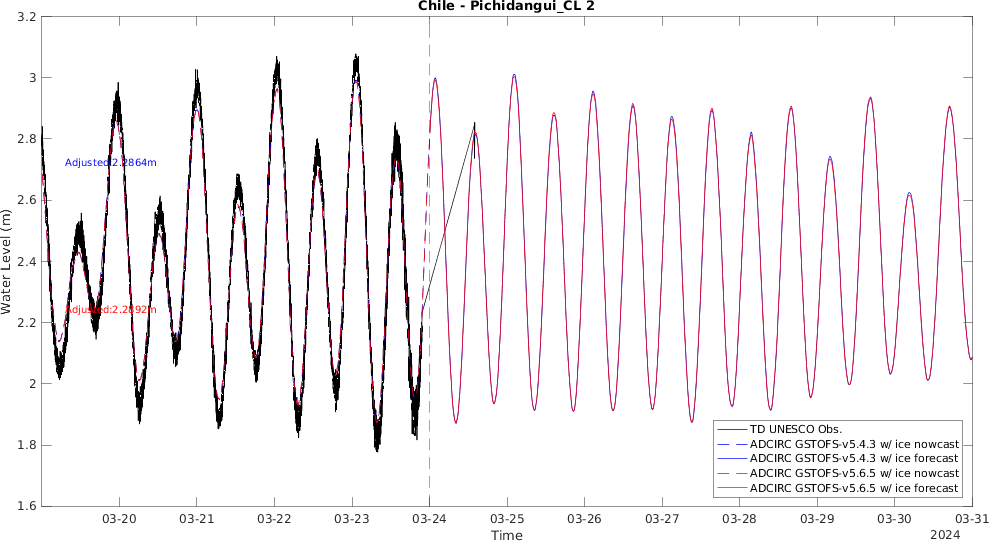 Chile - Pichidangui_CL 2
3.2
3
2.8
2.6
2.4
2.2
2
1.8
1.6
Water Level (m)
Adjusted:2.2864m
Adjusted:2.2892m
TD UNESCO Obs.
ADCIRC GSTOFS-v5.4.3 w/ ice nowcast
ADCIRC GSTOFS-v5.4.3 w/ ice forecast
ADCIRC GSTOFS-v5.6.5 w/ ice nowcast
ADCIRC GSTOFS-v5.6.5 w/ ice forecast
03-20 03-21 03-22 03-23 03-24 03-25 03-26 03-27 03-28 03-29 03-30 03-31
Time
2024